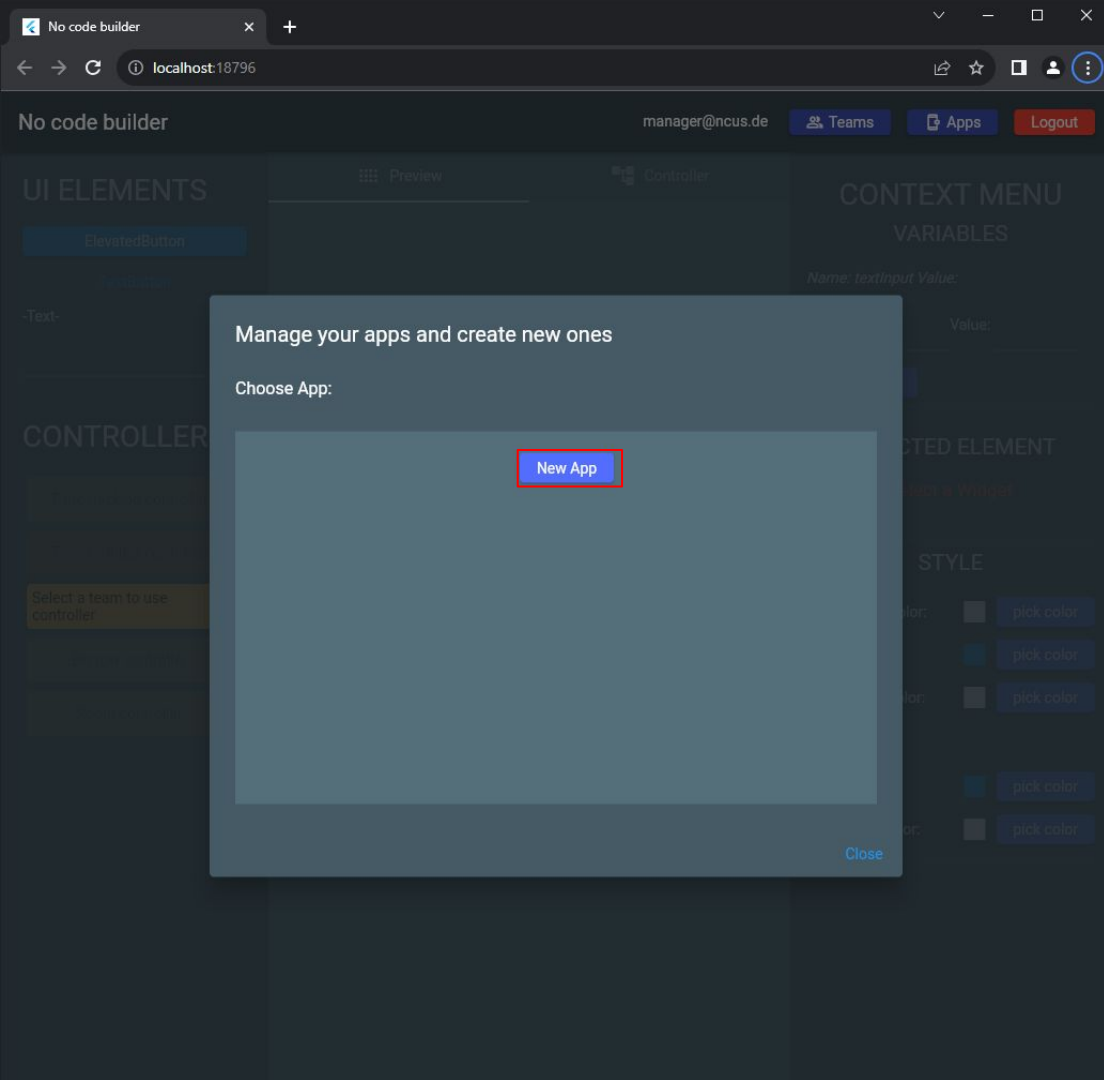 No code builder
localhost:18796
No code builder
manager@ncus.de
Teams
Apps
Logout
UI ELEMENTS
Preview
Controller
CONTEXT MENU
VARIABLES
ElevatedButton
Name: textInput Value:
-Text-
Value:
Manage your apps and create new ones
Choose App:
New App
CONTROLLER
CTED ELEMENT
STYLE
Select a team to use
controller
olor:
pick color
pick color
olor:
pick color
pick color
or:
pick color
Close